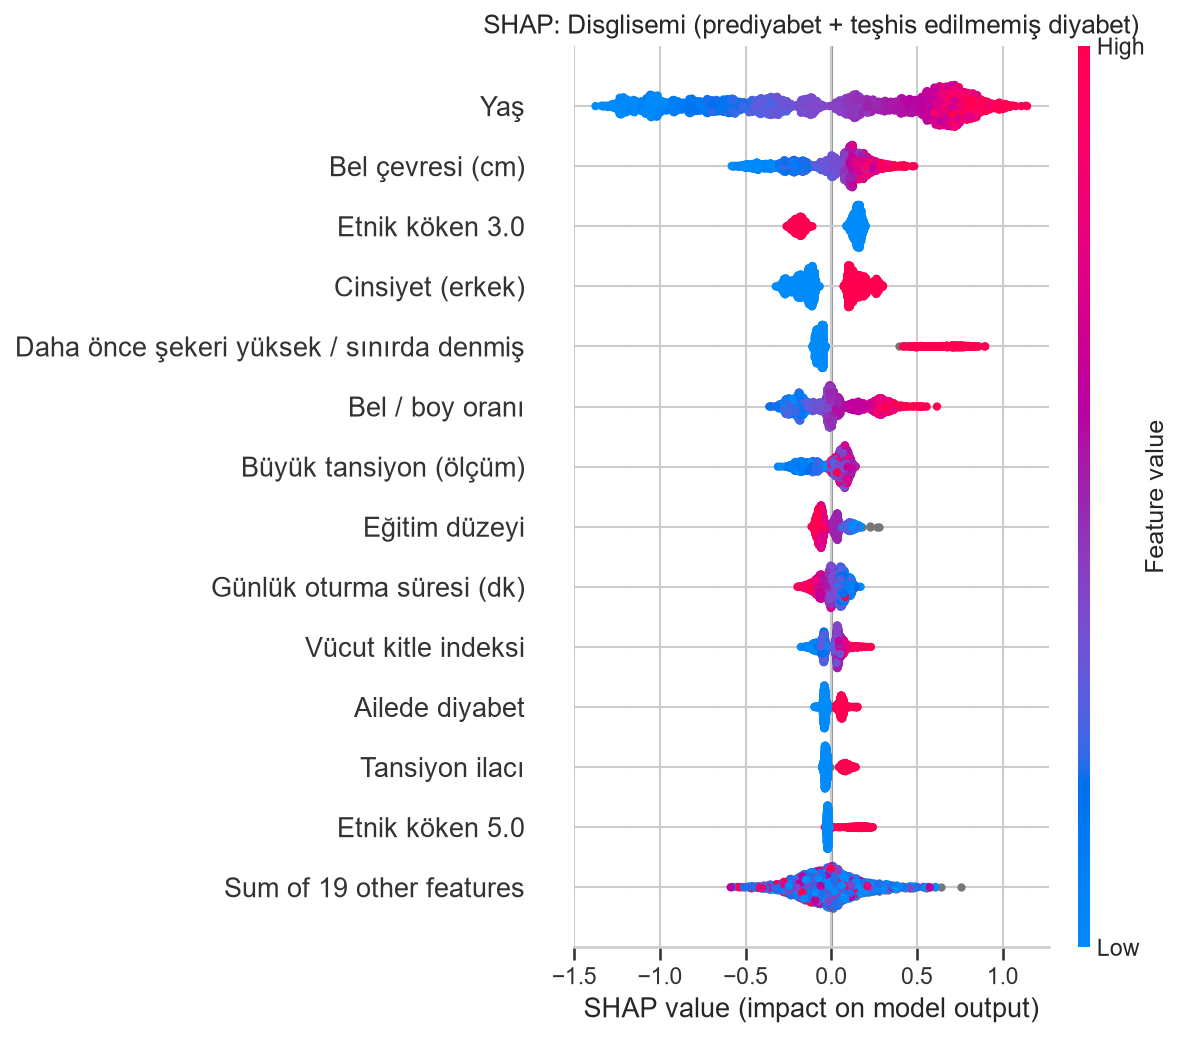 SHAP: Disglisemi (prediyabet + teşhis edilmemiş diyabet)
High
Yaş
Bel çevresi (cm)
Etnik köken 3.0
Cinsiyet (erkek)
Daha önce şekeri yüksek / sınırda denmiş
Bel / boy oranı
Büyük tansiyon (ölçüm)
Eğitim düzeyi
Günlük oturma süresi (dk)
Vücut kitle indeksi
Ailede diyabet
Tansiyon ilacı
Etnik köken 5.0
Sum of 19 other features
Feature value
Low
−1.5 −1.0 −0.5 0.0 0.5 1.0
SHAP value (impact on model output)